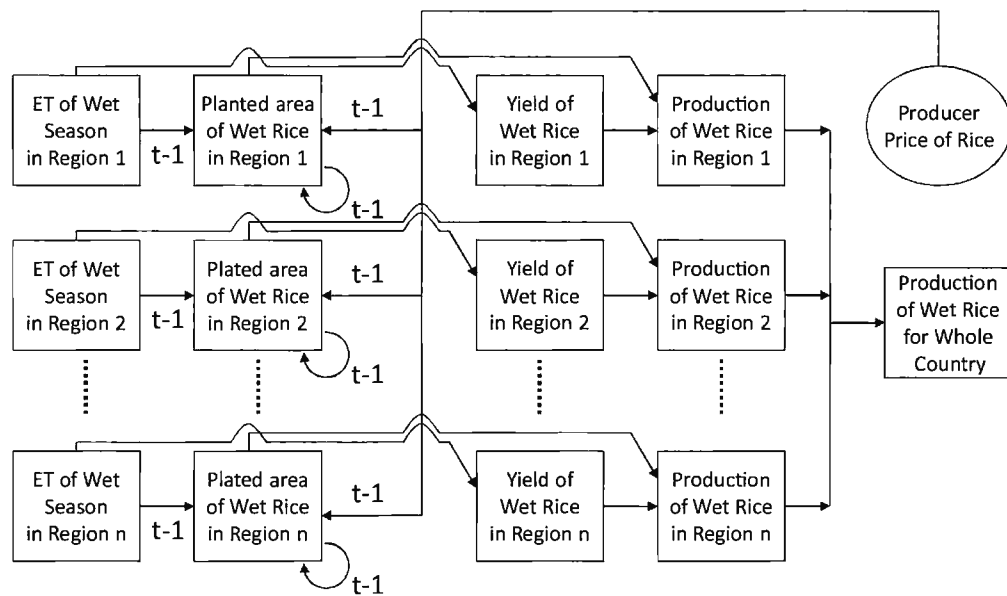 ET of Wet
Season
in Region 1
t-1
Planted area
of Wet Rice
in Region 1
t-1
t-1
Yield of
Wet Rice
in Region 1
Production
of Wet Rice
in Region 1
Producer
Price of Rice
ET of Wet
Season
in Region 2
t-1
Plated area
of Wet Rice
in Region 2
t-1
t-1
Yield of
Wet Rice
in Region 2
Production
of Wet Rice
in Region 2
Production
of Wet Rice
for Whole
Country
ET of Wet
Season
in Region n
t-1
Plated area
of Wet Rice
in Region n
t-1
t-1
Yield of
Wet Rice
in Region n
Production
of Wet Rice
in Region n